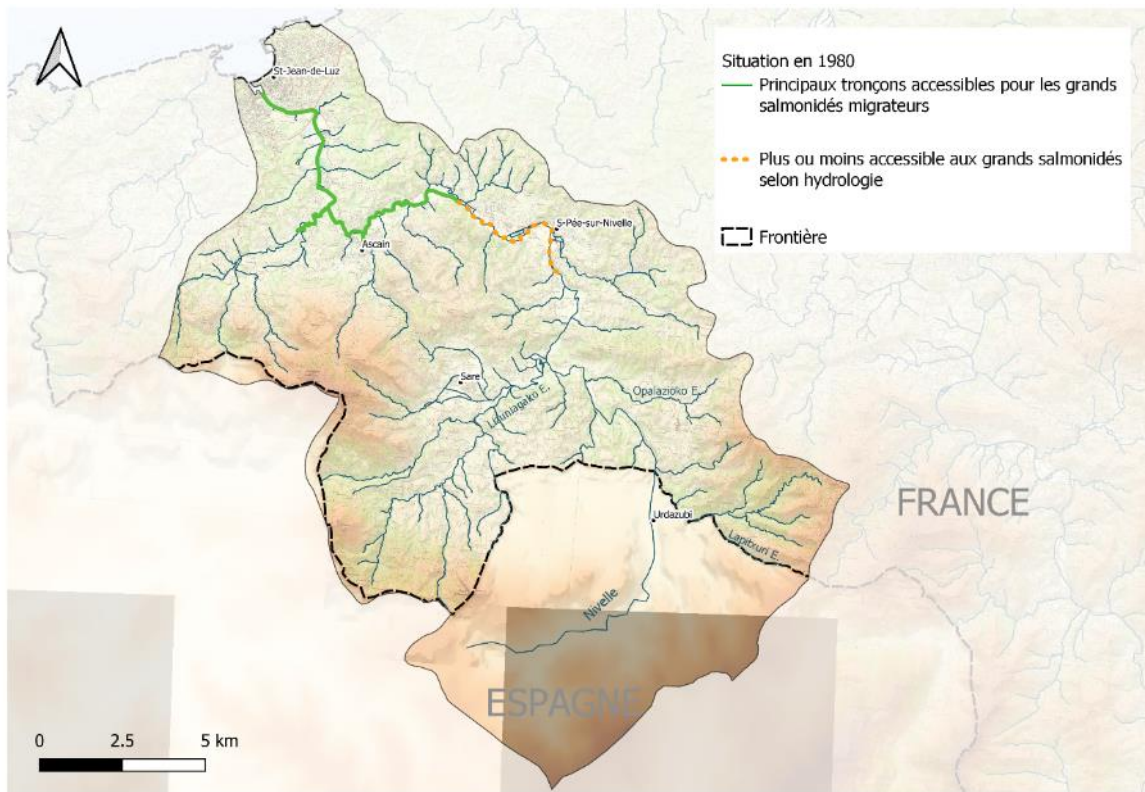 Situation en 1980
Principaux tronçons accessibles pour les grands
salmonidés migrateurs
Plus ou moins accessible aux grands salmonidés
selon hydrologie
Frontière
St-Jean-de-Luz
S-Pée-sur-Nivelle
Ascain
Sare
Opalazioko E.
FRANCE
Urdazubi
Lapitxuri E.
Nivelle
ESPAGNE
0 2.5 5 km